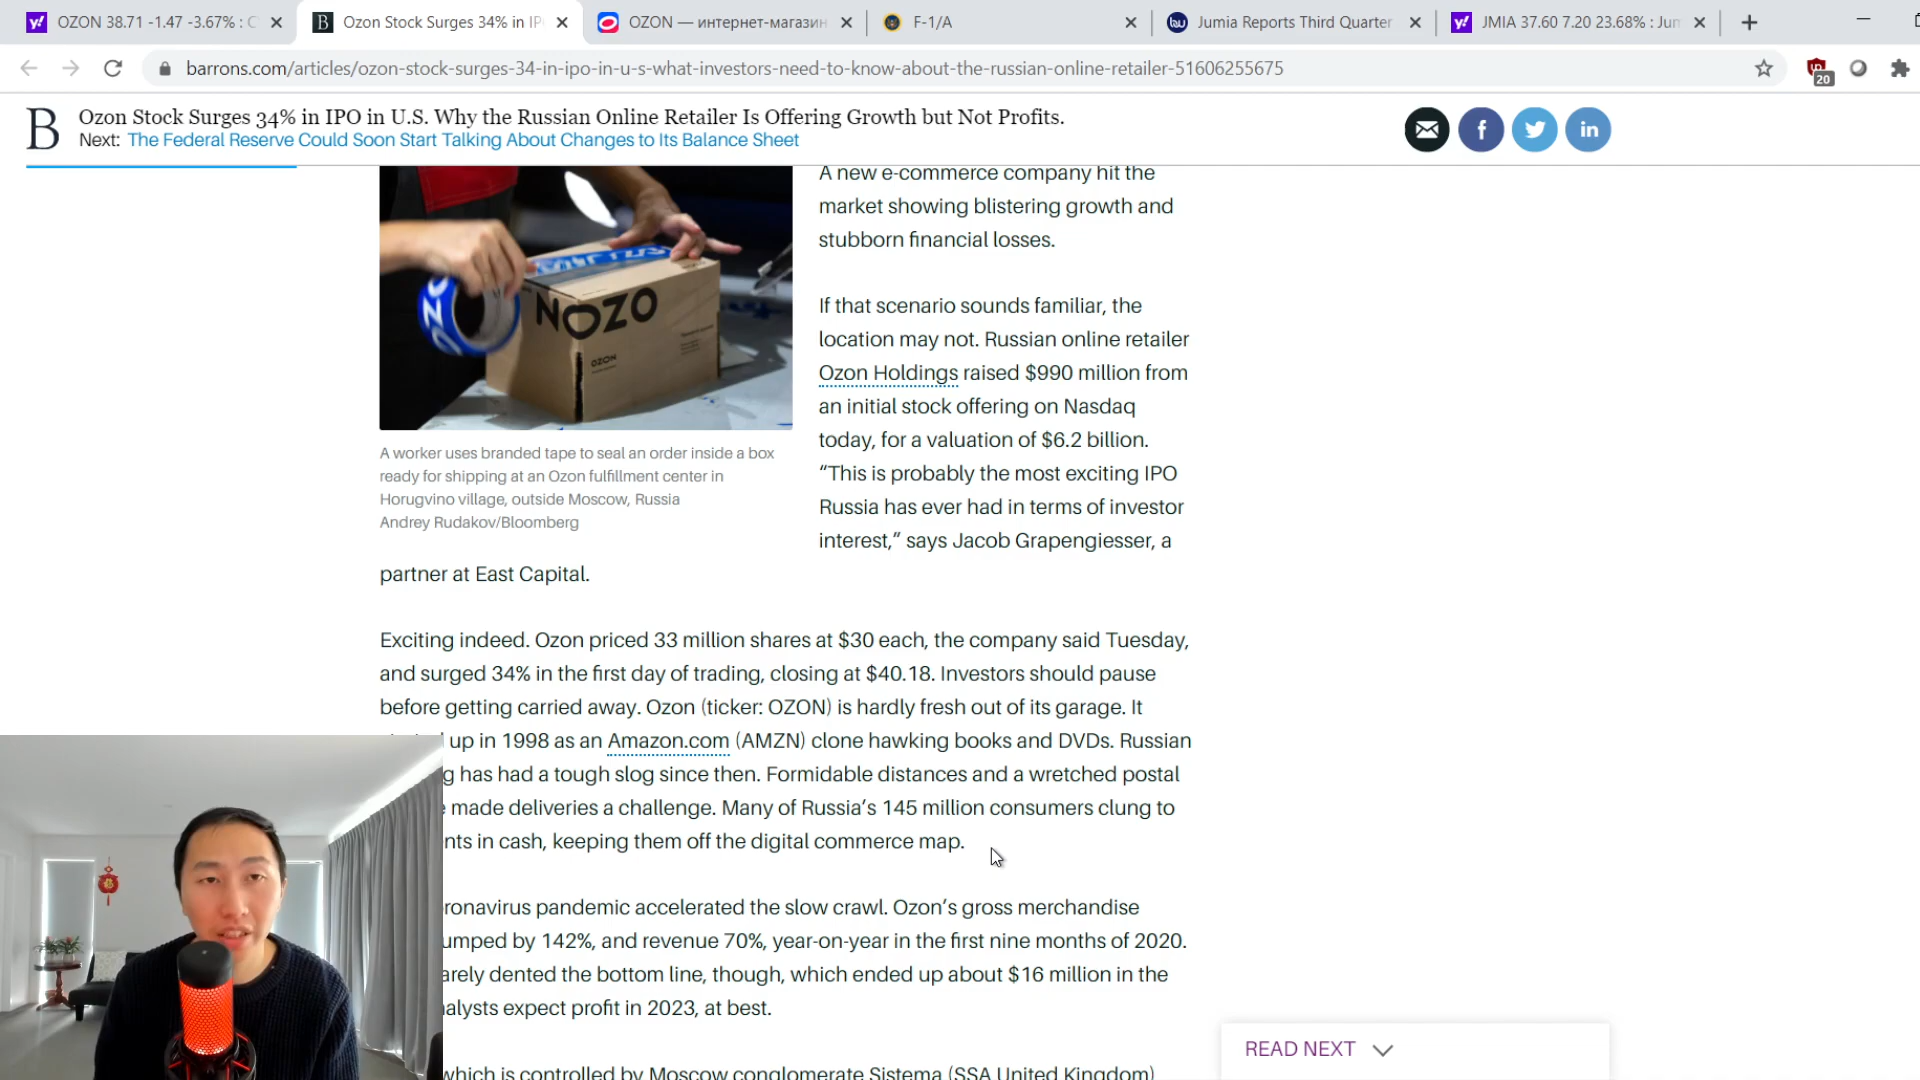 OZON 38.71 -1.47 -3.67% : C
Ozon Stock Surges 34% in IP
OZON — интернет-магазин
F-1/A
Jumia Reports Third Quarter
JMIA 37.60 7.20 23.68% : Jum
barrons.com/articles/ozon-stock-surges-34-in-ipo-in-u-s-what-investors-need-to-know-about-the-russian-online-retailer-51606255675
20
B
Ozon Stock Surges 34% in IPO in U.S. Why the Russian Online Retailer Is Offering Growth but Not Profits.
Next: The Federal Reserve Could Soon Start Talking About Changes to Its Balance Sheet
A new e-commerce company hit the
market showing blistering growth and
stubborn financial losses.
If that scenario sounds familiar, the
location may not. Russian online retailer
Ozon Holdings raised $990 million from
an initial stock offering on Nasdaq
today, for a valuation of $6.2 billion.
“This is probably the most exciting IPO
Russia has ever had in terms of investor
interest,” says Jacob Grapengiesser, a
partner at East Capital.
NOZO
OZON
A worker uses branded tape to seal an order inside a box
ready for shipping at an Ozon fulfillment center in
Horugvino village, outside Moscow, Russia
Andrey Rudakov/Bloomberg
Exciting indeed. Ozon priced 33 million shares at $30 each, the company said Tuesday,
and surged 34% in the first day of trading, closing at $40.18. Investors should pause
before getting carried away. Ozon (ticker: OZON) is hardly fresh out of its garage. It
up in 1998 as an Amazon.com (AMZN) clone hawking books and DVDs. Russian
g has had a tough slog since then. Formidable distances and a wretched postal
made deliveries a challenge. Many of Russia’s 145 million consumers clung to
nts in cash, keeping them off the digital commerce map.
ronavirus pandemic accelerated the slow crawl. Ozon’s gross merchandise
umped by 142%, and revenue 70%, year-on-year in the first nine months of 2020.
arely dented the bottom line, though, which ended up about $16 million in the
alysts expect profit in 2023, at best.
which is controlled by Moscow conglomerate Sistema (SSA United Kingdom)
READ NEXT